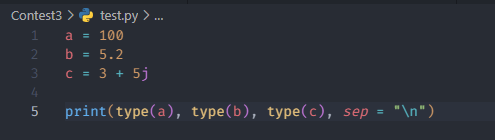 Contest3 > test.py > ...
1 a = 100
2 b = 5.2
3 c = 3 + 5j
4
5 print(type(a), type(b), type(c), sep = "\n")